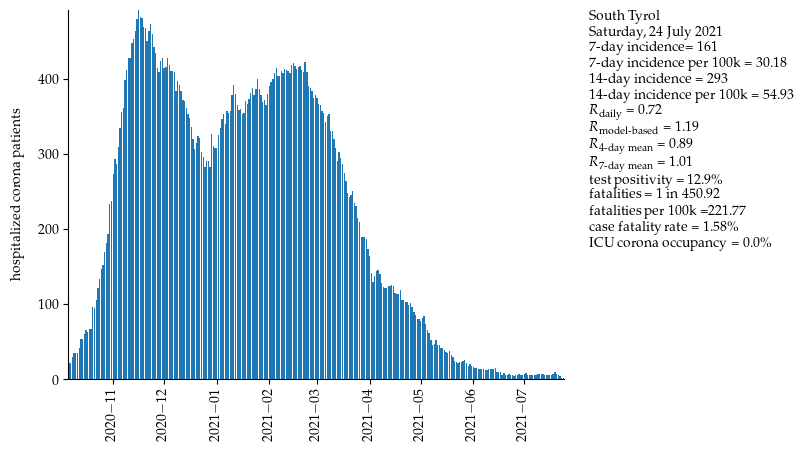 South Tyrol
Saturday, 24 July 2021
7-day incidence= 161
7-day incidence per 100k = 30.18
14-day incidence = 293
14-day incidence per 100k = 54.93
R daily = 0.72
R model-based = 1.19
R 4-day mean = 0.89
R 7-day mean = 1.01
test positivity = 12.9%
fatalities = 1 in 450.92
fatalities per 100k =221.77
case fatality rate = 1.58%
ICU corona occupancy = 0.0%
hospitalized corona patients
400
300
200
100
0
2020−11
2020−12
2021−01
2021−02
2021−03
2021−04
2021−05
2021−06
2021−07